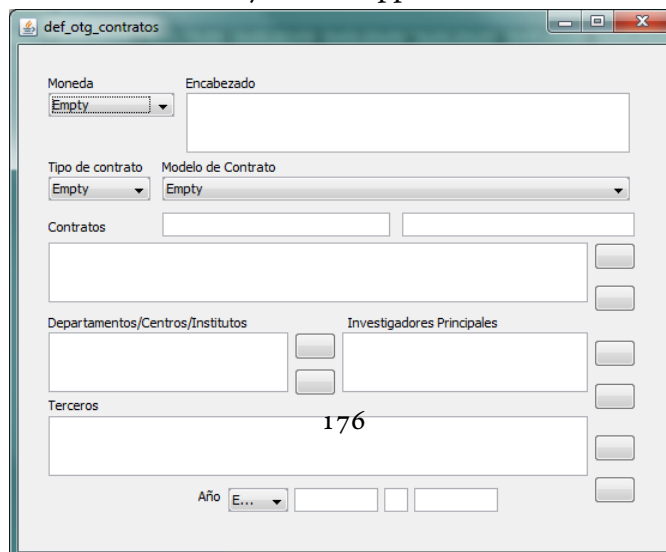 def_otg_contratos
Moneda Encabezado
Empty
Tipo de contrato Modelo de Contrato
Empty Empty
Contratos
Departamentos/Centros/Institutos Investigadores Principales
Terceros
176
Año E...